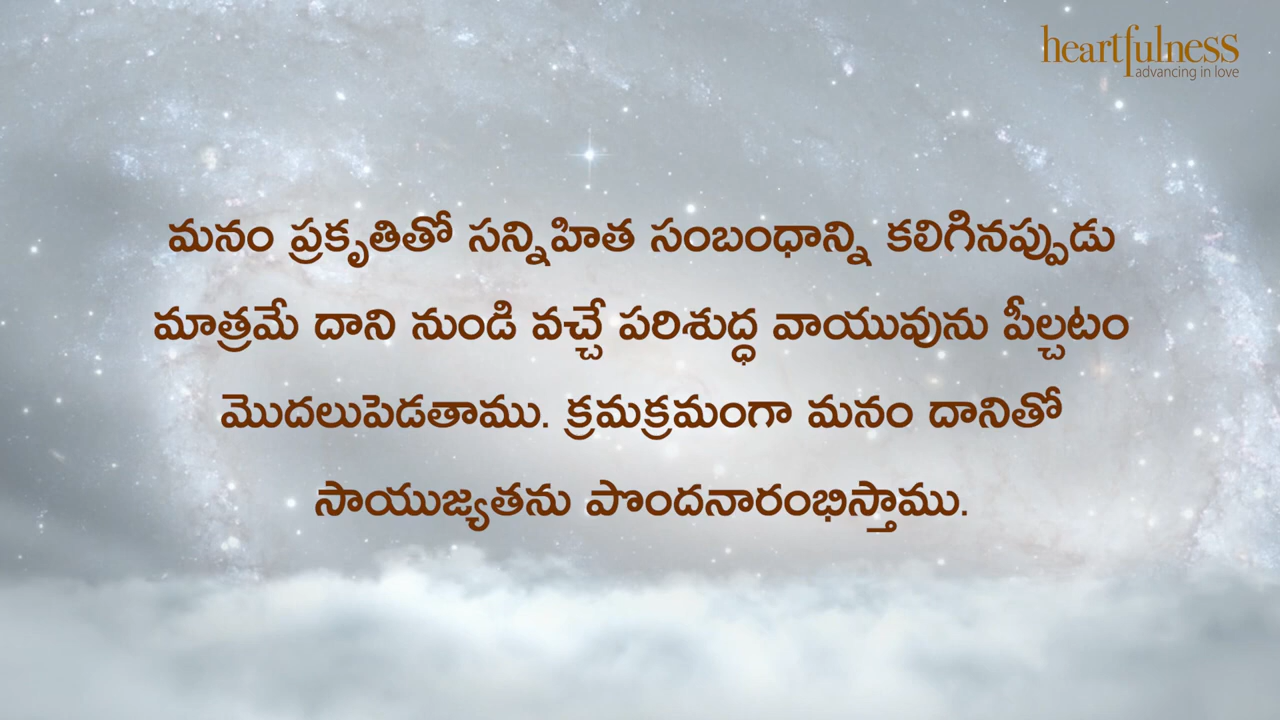 heartfulness
advancing in love
మనం ప్రకృతితో సన్నిహిత సంబంధాన్ని కలిగినప్పుడు
మాత్రమే దాని నుండి వచ్చే పరిశుద్ధ వాయువును పీల్చటం
మొదలుపెడతాము. క్రమక్రమంగా మనం దానితో
సాయుజ్యతను పొందనారంభిస్తాము.